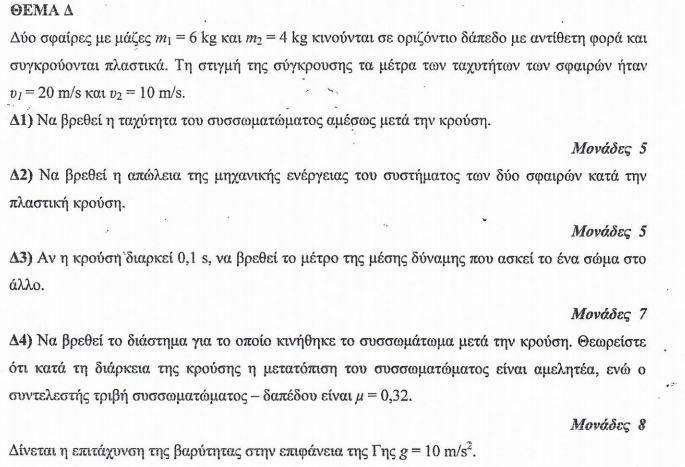 ΘΕΜΑ Δ
Δύο σφαίρες με μάζες m₁ = 6 kg και m₂ = 4 kg κινούνται σε οριζόντιο δάπεδο με αντίθετη φορά και
συγκρούονται πλαστικά. Τη στιγμή της σύγκρουσης τα μέτρα των ταχυτήτων των σφαιρών ήταν
υ₁ = 20 m/s και υ₂ = 10 m/s.
Δ1) Να βρεθεί η ταχύτητα του συσσωματώματος αμέσως μετά την κρούση.
Μονάδες 5
Δ2) Να βρεθεί η απώλεια της μηχανικής ενέργειας του συστήματος των δύο σφαιρών κατά την
πλαστική κρούση.
Μονάδες 5
Δ3) Αν η κρούση διαρκεί 0,1 s, να βρεθεί το μέτρο της μέσης δύναμης που ασκεί το ένα σώμα στο
άλλο.
Μονάδες 7
Δ4) Να βρεθεί το διάστημα για το οποίο κινήθηκε το συσσωμάτωμα μετά την κρούση. Θεωρείστε
ότι κατά τη διάρκεια της κρούσης η μετατόπιση του συσσωματώματος είναι αμελητέα, ενώ ο
συντελεστής τριβή συσσωματώματος – δαπέδου είναι μ = 0,32.
Μονάδες 8
Δίνεται η επιτάχυνση της βαρύτητας στην επιφάνεια της Γης g = 10 m/s².